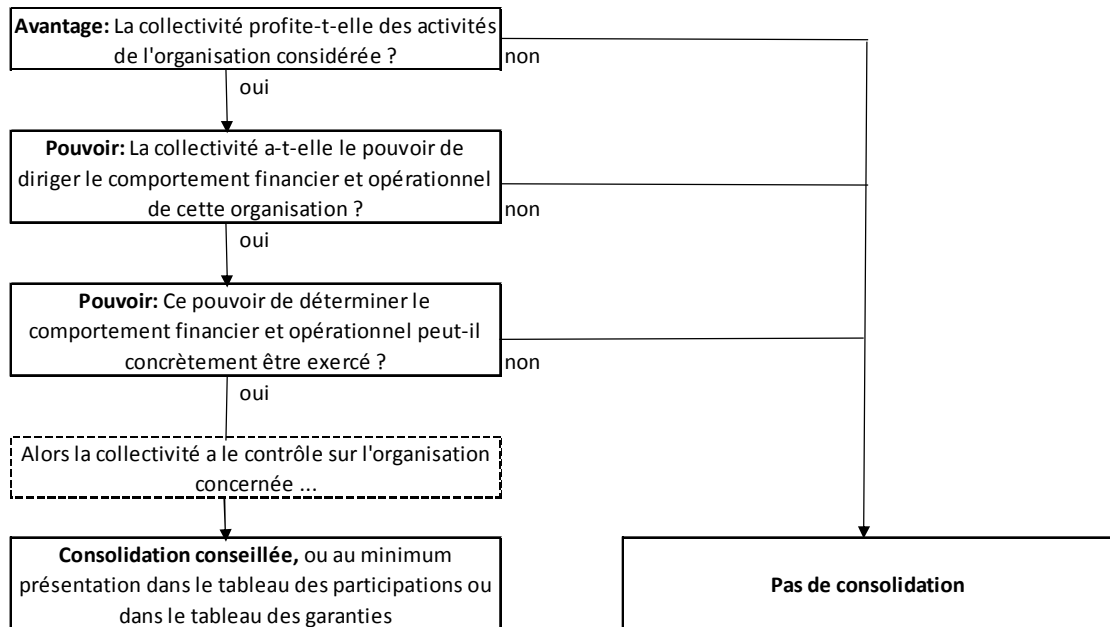 Avantage: La collectivité profite-t-elle des activités
de l'organisation considérée ?
non
oui
Pouvoir: La collectivité a-t-elle le pouvoir de
diriger le comportement financier et opérationnel
de cette organisation ?
non
oui
Pouvoir: Ce pouvoir de déterminer le
comportement financier et opérationnel peut-il
concrètement être exercé ?
non
oui
Alors la collectivité a le contrôle sur l'organisation
concernée ...
Consolidation conseillée, ou au minimum
présentation dans le tableau des participations ou
dans le tableau des garanties
Pas de consolidation